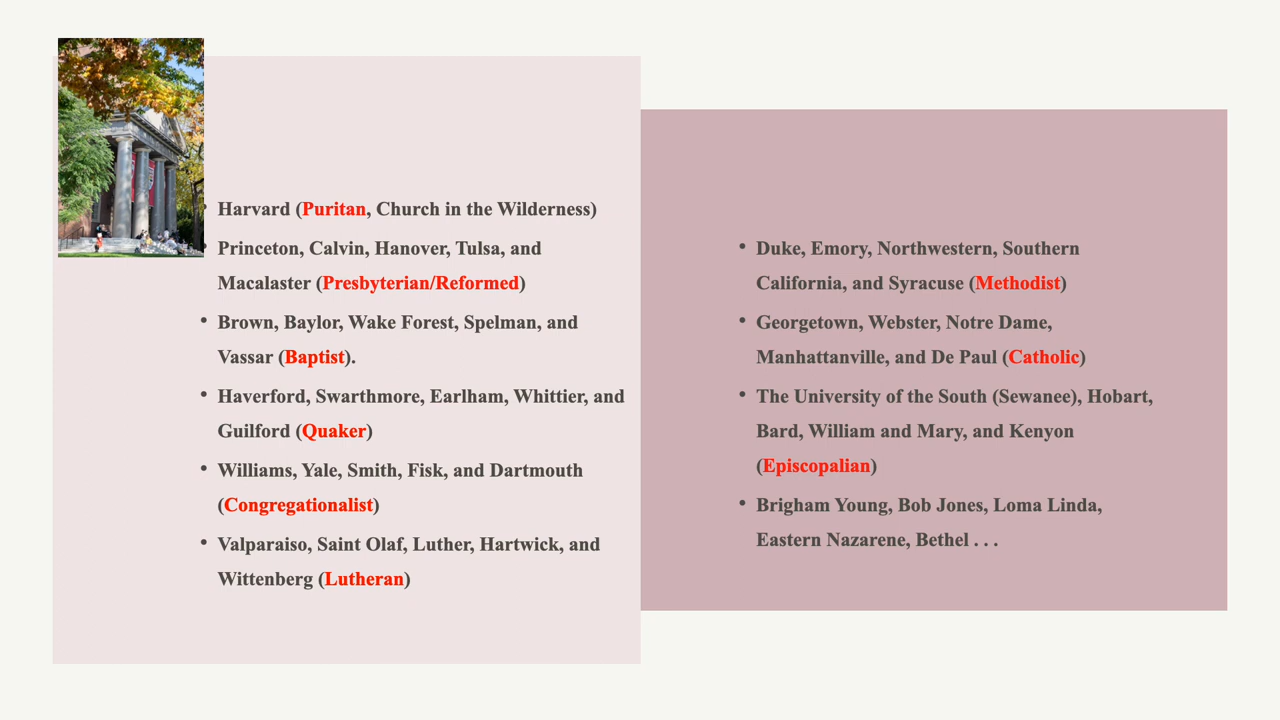 • Harvard (Puritan, Church in the Wilderness)
• Princeton, Calvin, Hanover, Tulsa, and
Macalaster (Presbyterian/Reformed)
• Brown, Baylor, Wake Forest, Spelman, and
Vassar (Baptist).
• Haverford, Swarthmore, Earlham, Whittier, and
Guilford (Quaker)
• Williams, Yale, Smith, Fisk, and Dartmouth
(Congregationalist)
• Valparaiso, Saint Olaf, Luther, Hartwick, and
Wittenberg (Lutheran)
• Duke, Emory, Northwestern, Southern
California, and Syracuse (Methodist)
• Georgetown, Webster, Notre Dame,
Manhattanville, and De Paul (Catholic)
• The University of the South (Sewanee), Hobart,
Bard, William and Mary, and Kenyon
(Episcopalian)
• Brigham Young, Bob Jones, Loma Linda,
Eastern Nazarene, Bethel . . .